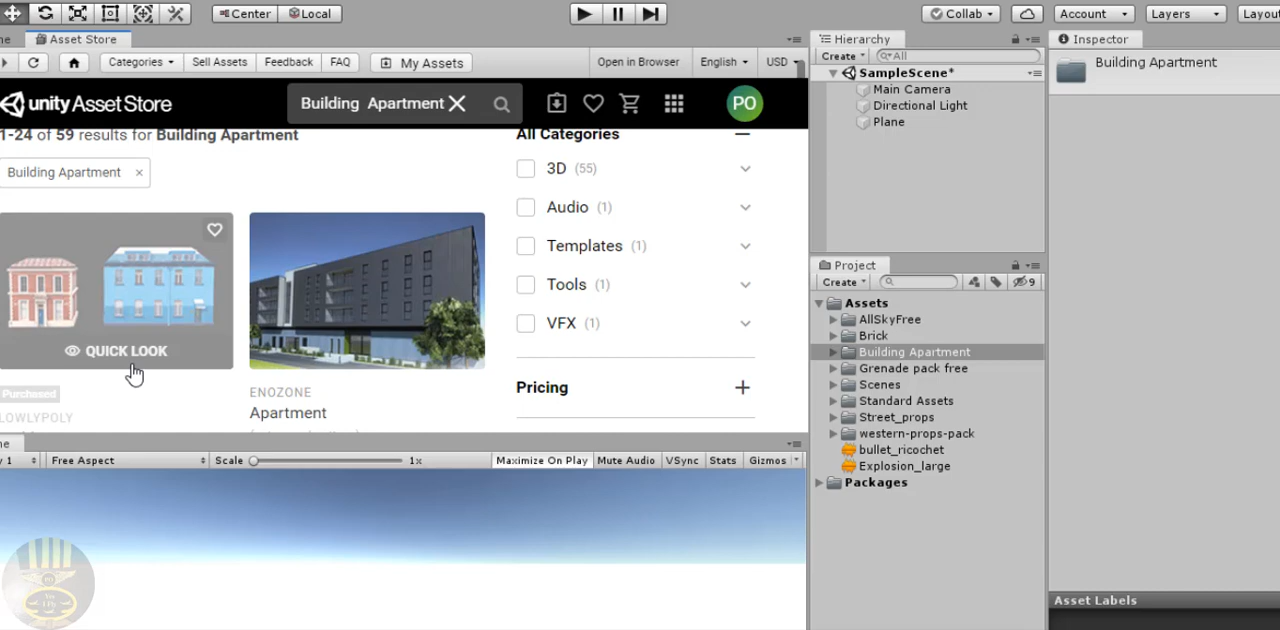 Center
Local
Collab
Account
Layers
Layou
ne
Asset Store
Hierarchy
Inspector
Categories
Sell Assets
Feedback
FAQ
My Assets
Open in Browser
English
USD
Create
All
SampleScene*
Main Camera
Directional Light
Plane
Building Apartment
unity Asset Store
Building Apartment
PO
1-24 of 59 results for Building Apartment
Building Apartment ×
All Categories
3D (55)
Audio (1)
Templates (1)
Tools (1)
VFX (1)
Pricing
QUICK LOOK
Purchased
LOWLYPOLY
ENOZONE
Apartment
Project
Create
9
Assets
AllSkyFree
Brick
Building Apartment
Grenade pack free
Scenes
Standard Assets
Street_props
western-props-pack
bullet_ricochet
Explosion_large
Packages
ne
y 1
Free Aspect
Scale
1x
Maximize On Play
Mute Audio
VSync
Stats
Gizmos
Asset Labels